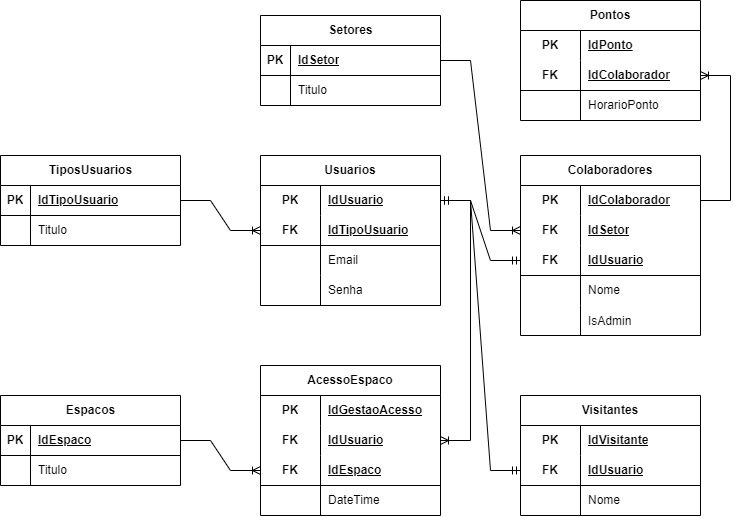 Setores
PK IdSetor
Titulo
Pontos
PK IdPonto
FK IdColaborador
HorarioPonto
TiposUsuarios
PK IdTipoUsuario
Titulo
Usuarios
PK IdUsuario
FK IdTipoUsuario
Email
Senha
Colaboradores
PK IdColaborador
FK IdSetor
FK IdUsuario
Nome
IsAdmin
Espacos
PK IdEspaco
Titulo
AcessoEspaco
PK IdGestaoAcesso
FK IdUsuario
FK IdEspaco
DateTime
Visitantes
PK IdVisitante
FK IdUsuario
Nome